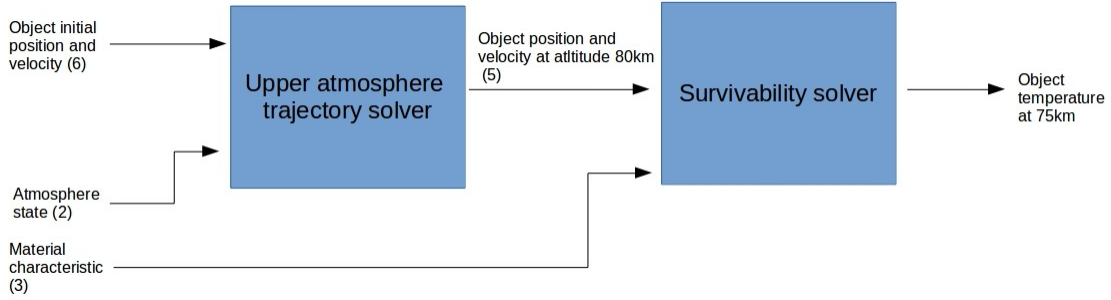 Object initial
position and
velocity (6)
Upper atmosphere
trajectory solver
Object position and
velocity at atltitude 80km
(5)
Survivability solver
Object
temperature
at 75km
Atmosphere
state (2)
Material
characteristic
(3)